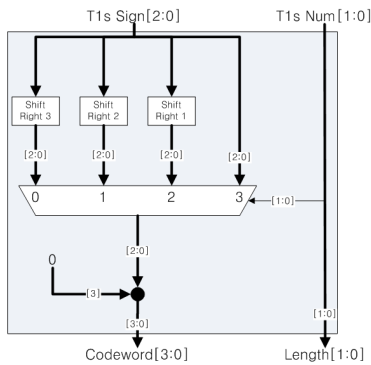 T1s Sign[2:0] T1s Num[1:0]
Shift Right 3
Shift Right 2
Shift Right 1
[2:0] [2:0] [2:0] [2:0]
0 1 2 3
[1:0]
[2:0]
0
[3]
[3:0]
[1:0]
Codeword[3:0] Length[1:0]